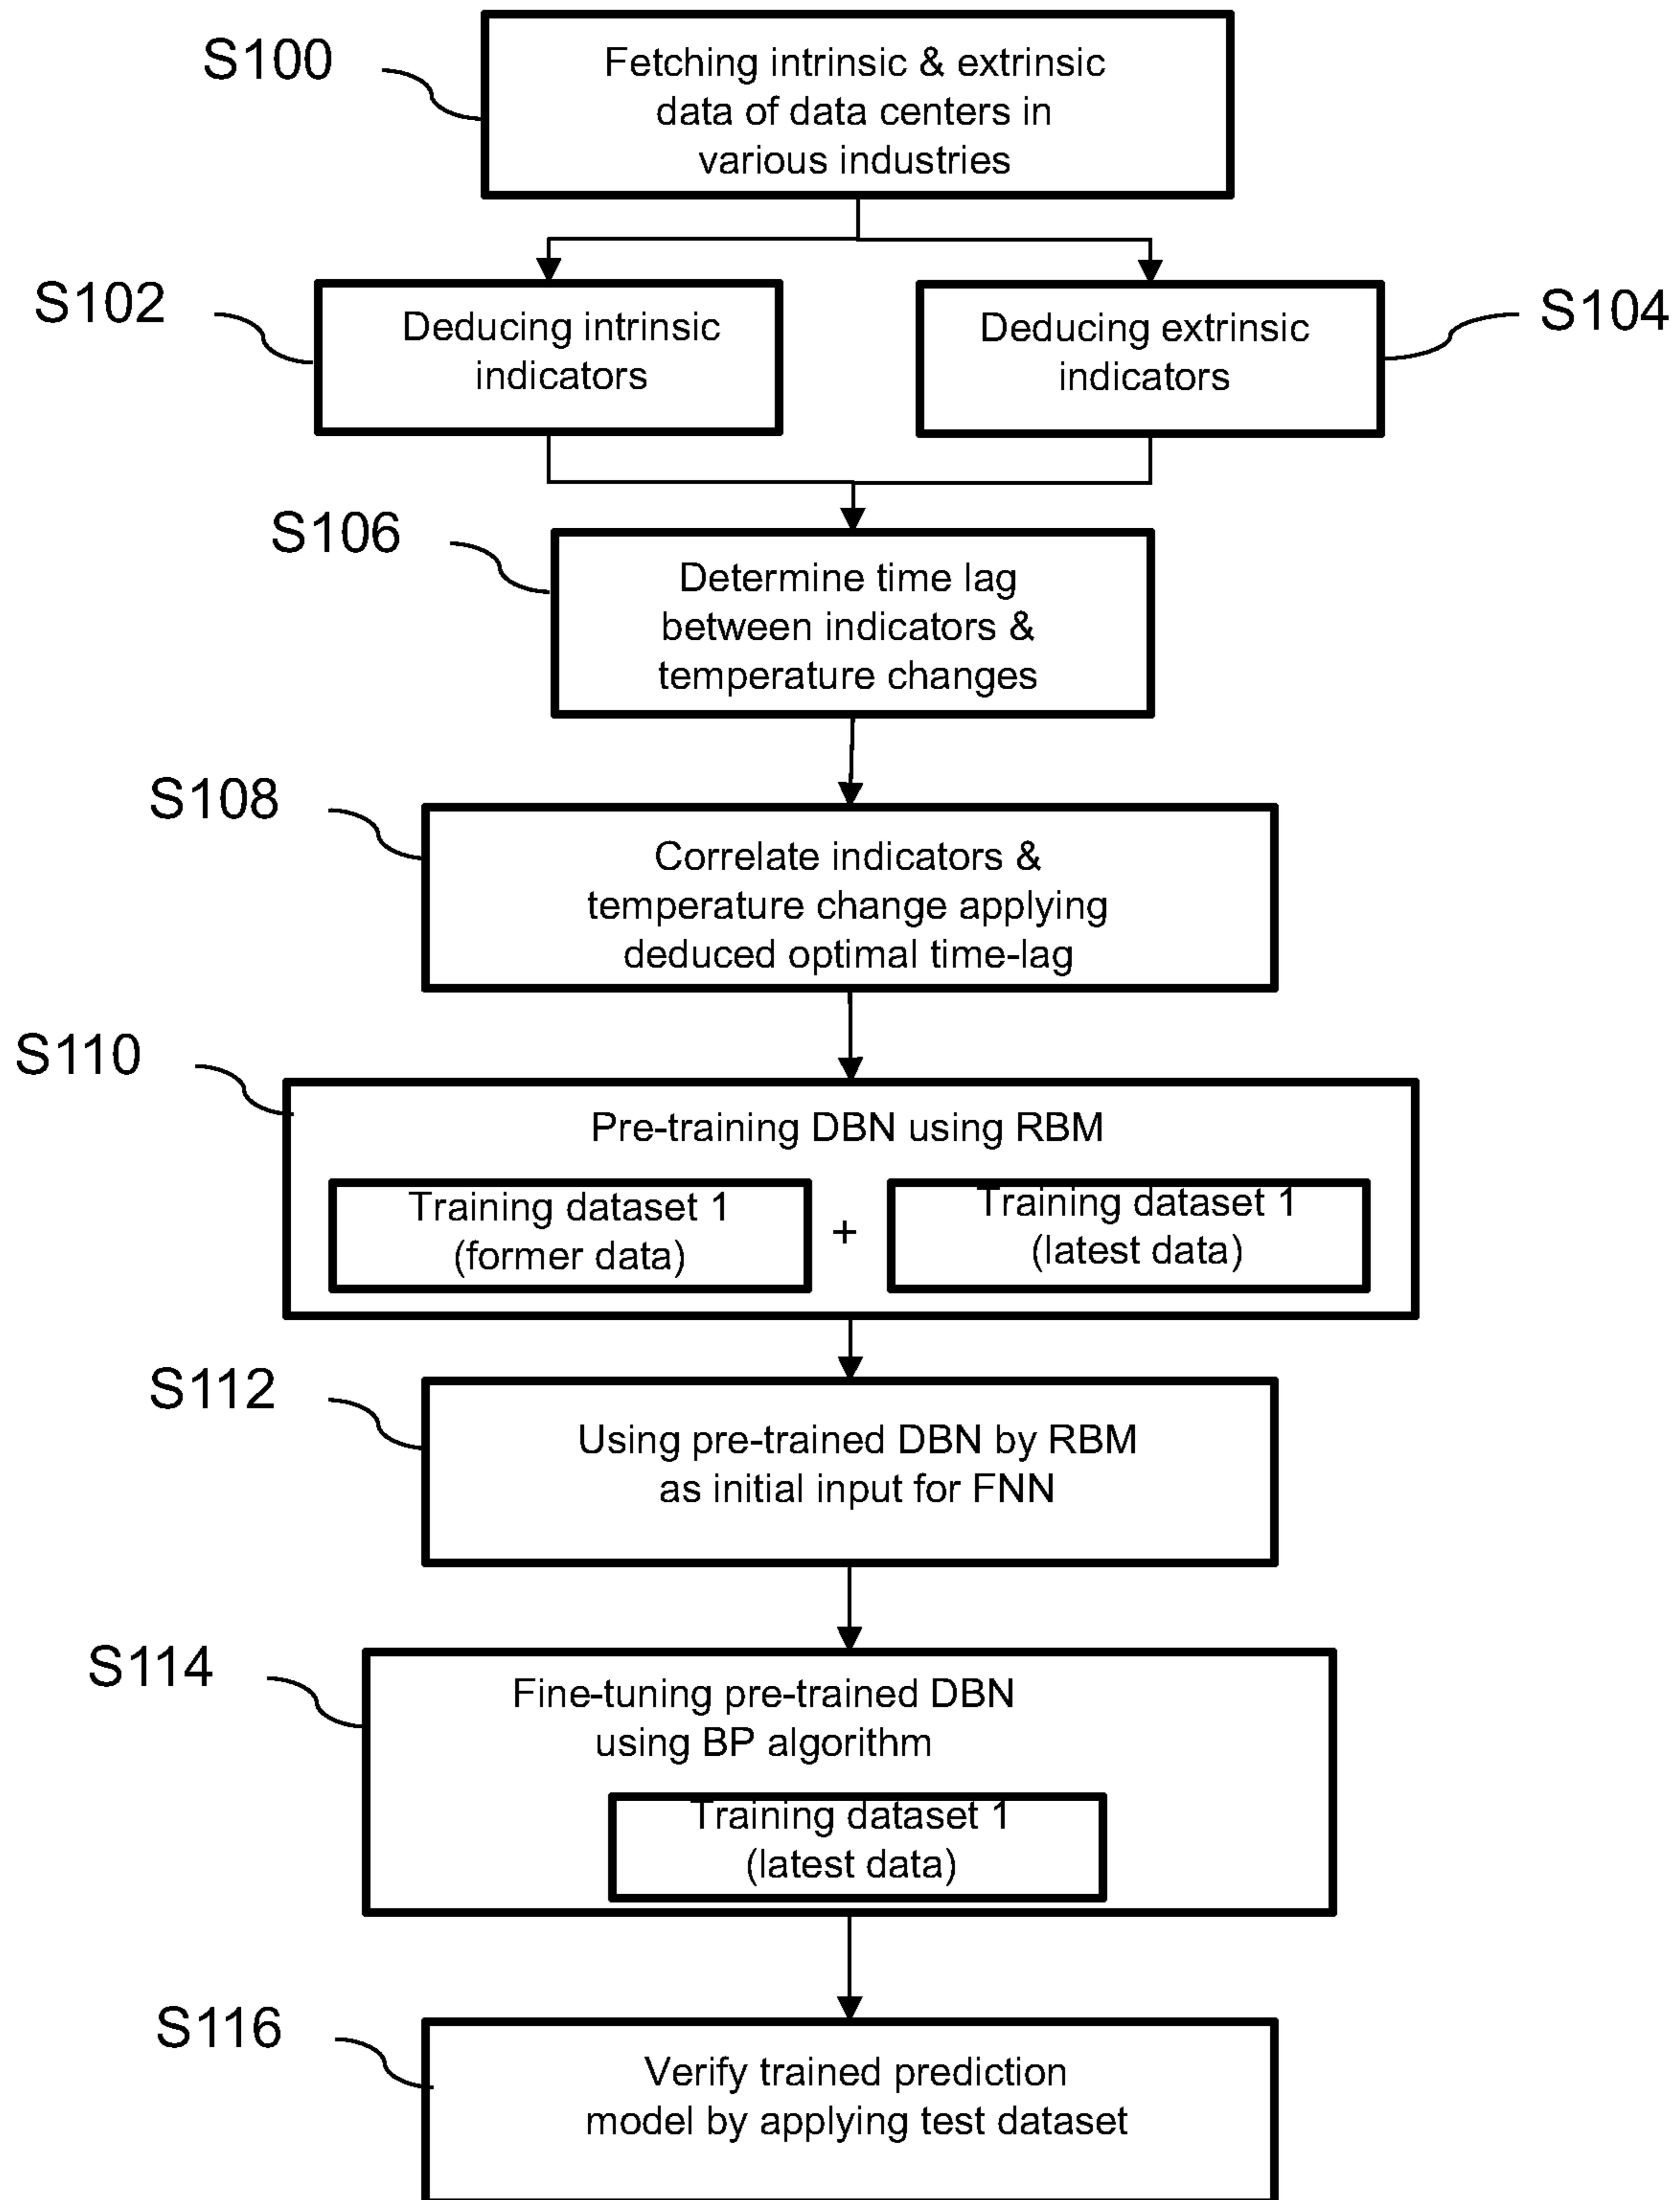 S100
Fetching intrinsic & extrinsic
data of data centers in
various industries
S102
Deducing intrinsic
indicators
Deducing extrinsic
indicators
S104
S106
Determine time lag
between indicators &
temperature changes
S108
Correlate indicators &
temperature change applying
deduced optimal time-lag
S110
Pre-training DBN using RBM
Training dataset 1
(former data)
+
Training dataset 1
(latest data)
S112
Using pre-trained DBN by RBM
as initial input for FNN
S114
Fine-tuning pre-trained DBN
using BP algorithm
Training dataset 1
(latest data)
S116
Verify trained prediction
model by applying test dataset